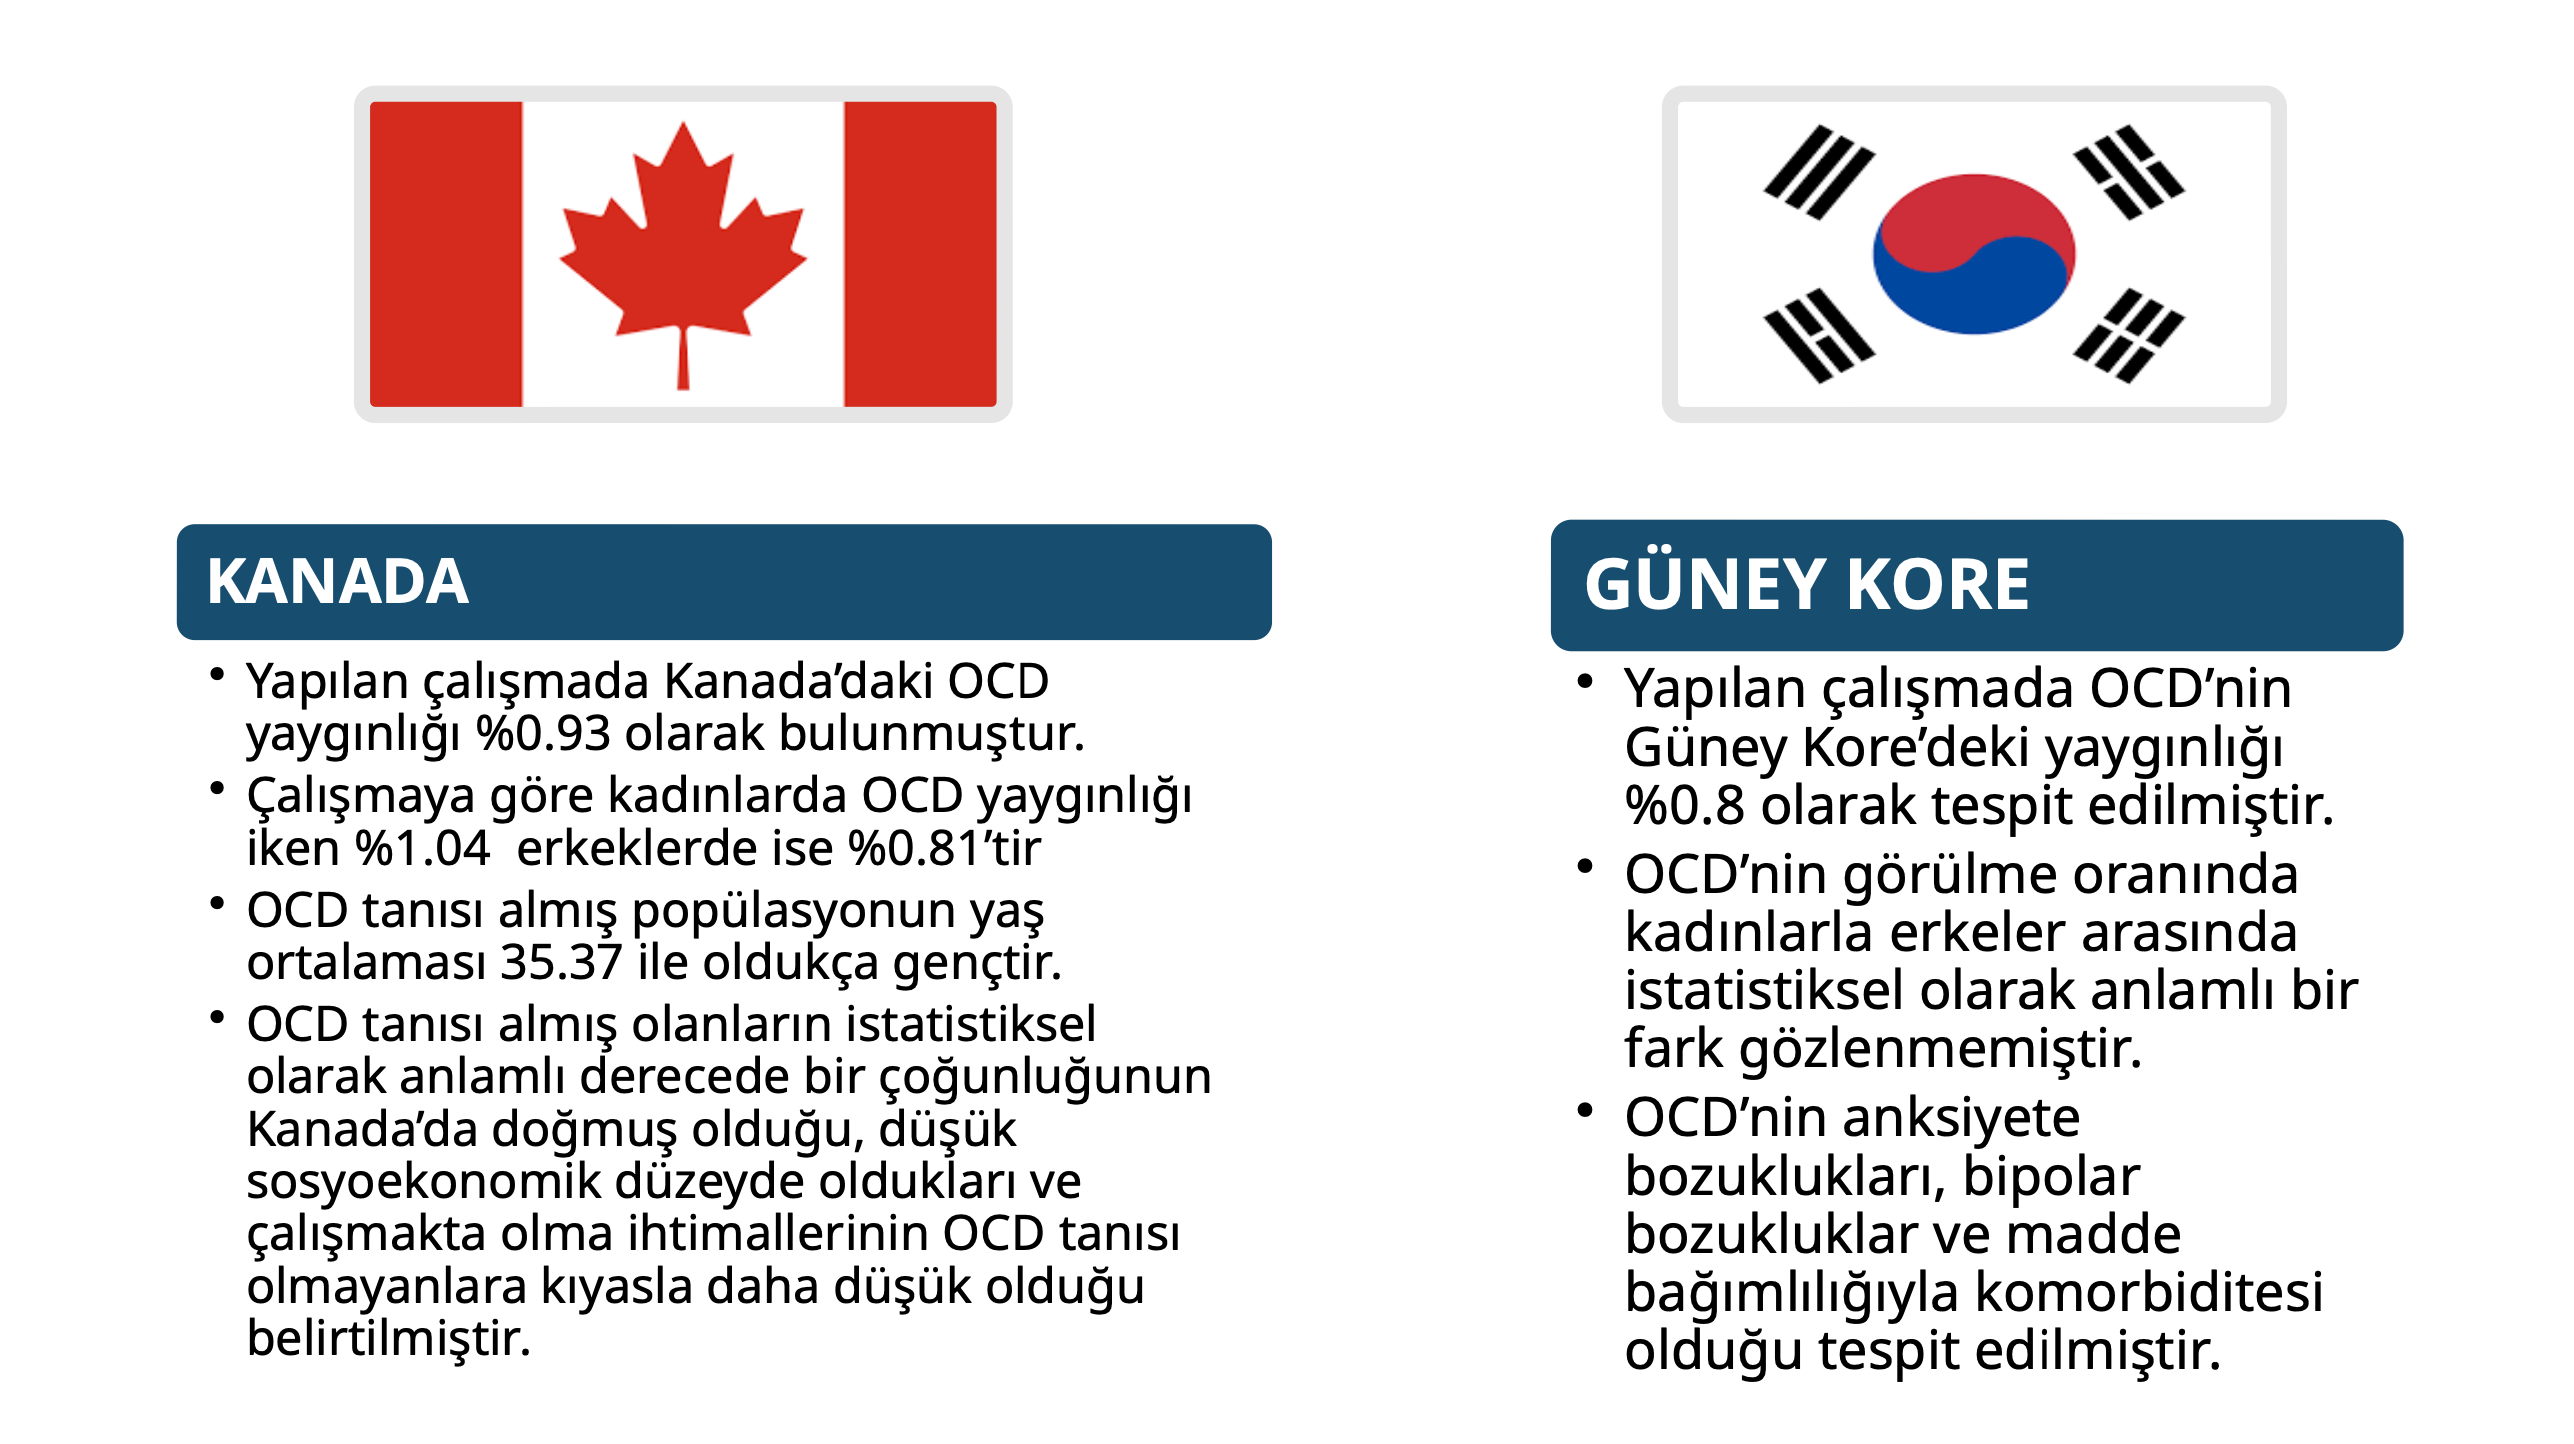 KANADA
• Yapılan çalışmada Kanada’daki OCD
yaygınlığı %0.93 olarak bulunmuştur.
• Çalışmaya göre kadınlarda OCD yaygınlığı
iken %1.04  erkeklerde ise %0.81’tir
• OCD tanısı almış popülasyonun yaş
ortalaması 35.37 ile oldukça gençtir.
• OCD tanısı almış olanların istatistiksel
olarak anlamlı derecede bir çoğunluğunun
Kanada’da doğmuş olduğu, düşük
sosyoekonomik düzeyde oldukları ve
çalışmakta olma ihtimallerinin OCD tanısı
olmayanlara kıyasla daha düşük olduğu
belirtilmiştir.
GÜNEY KORE
• Yapılan çalışmada OCD’nin
Güney Kore’deki yaygınlığı
%0.8 olarak tespit edilmiştir.
• OCD’nin görülme oranında
kadınlarla erkeler arasında
istatistiksel olarak anlamlı bir
fark gözlenmemiştir.
• OCD’nin anksiyete
bozuklukları, bipolar
bozukluklar ve madde
bağımlılığıyla komorbiditesi
olduğu tespit edilmiştir.